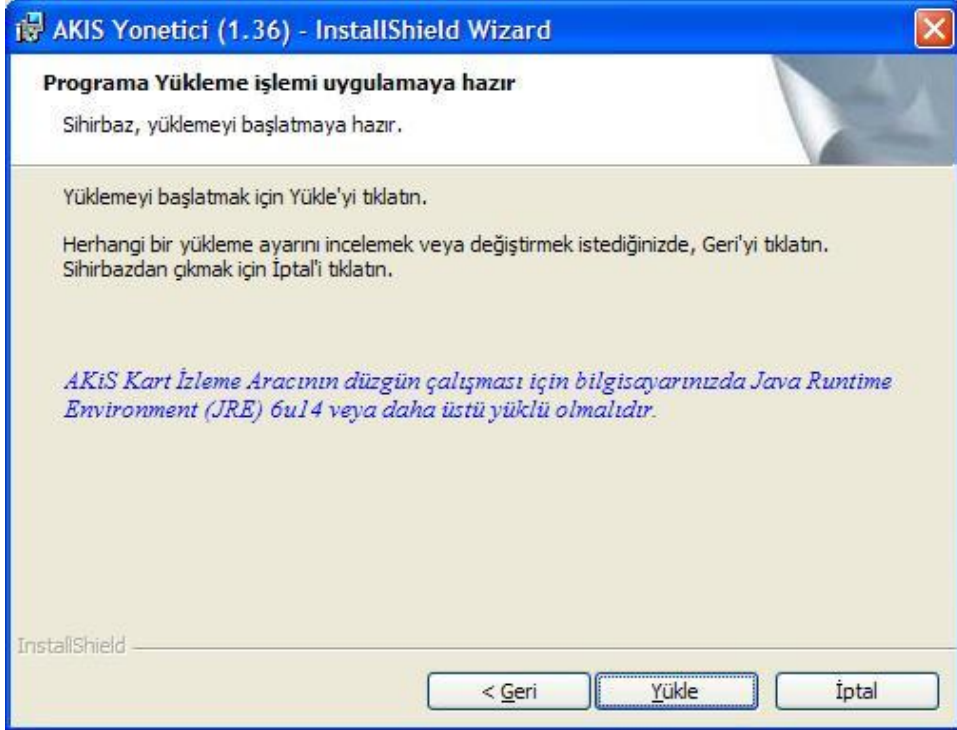 AKIS Yonetici (1.36) - InstallShield Wizard
Programa Yükleme işlemi uygulamaya hazır
Sihirbaz, yüklemeyi başlatmaya hazır.
Yüklemeyi başlatmak için Yükle'yi tıklatın.
Herhangi bir yükleme ayarını incelemek veya değiştirmek istediğinizde, Geri'yi tıklatın.
Sihirbazdan çıkmak için İptal'i tıklatın.
AKiS Kart İzleme Aracının düzgün çalışması için bilgisayarınızda Java Runtime
Environment (JRE) 6u14 veya daha üstü yüklü olmalıdır.
InstallShield
< Geri Yükle İptal